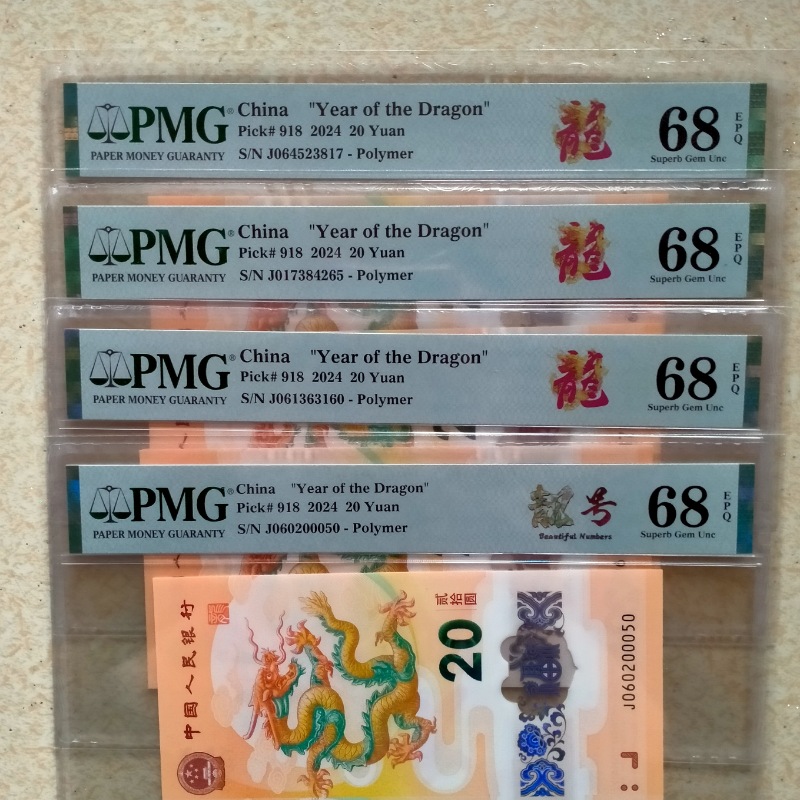 PMG®
PAPER MONEY GUARANTY
China "Year of the Dragon"
Pick# 918 2024 20 Yuan
S/N J064523817 - Polymer
龍
68
EPQ
Superb Gem Unc
PMG®
PAPER MONEY GUARANTY
China "Year of the Dragon"
Pick# 918 2024 20 Yuan
S/N J017384265 - Polymer
龍
68
EPQ
Superb Gem Unc
PMG®
PAPER MONEY GUARANTY
China "Year of the Dragon"
Pick# 918 2024 20 Yuan
S/N J061363160 - Polymer
龍
68
EPQ
Superb Gem Unc
PMG®
PAPER MONEY GUARANTY
China "Year of the Dragon"
Pick# 918 2024 20 Yuan
S/N J060200050 - Polymer
靓号
Beautiful Numbers
68
EPQ
Superb Gem Unc
中国人民银行
贰拾圆
20
J060200050